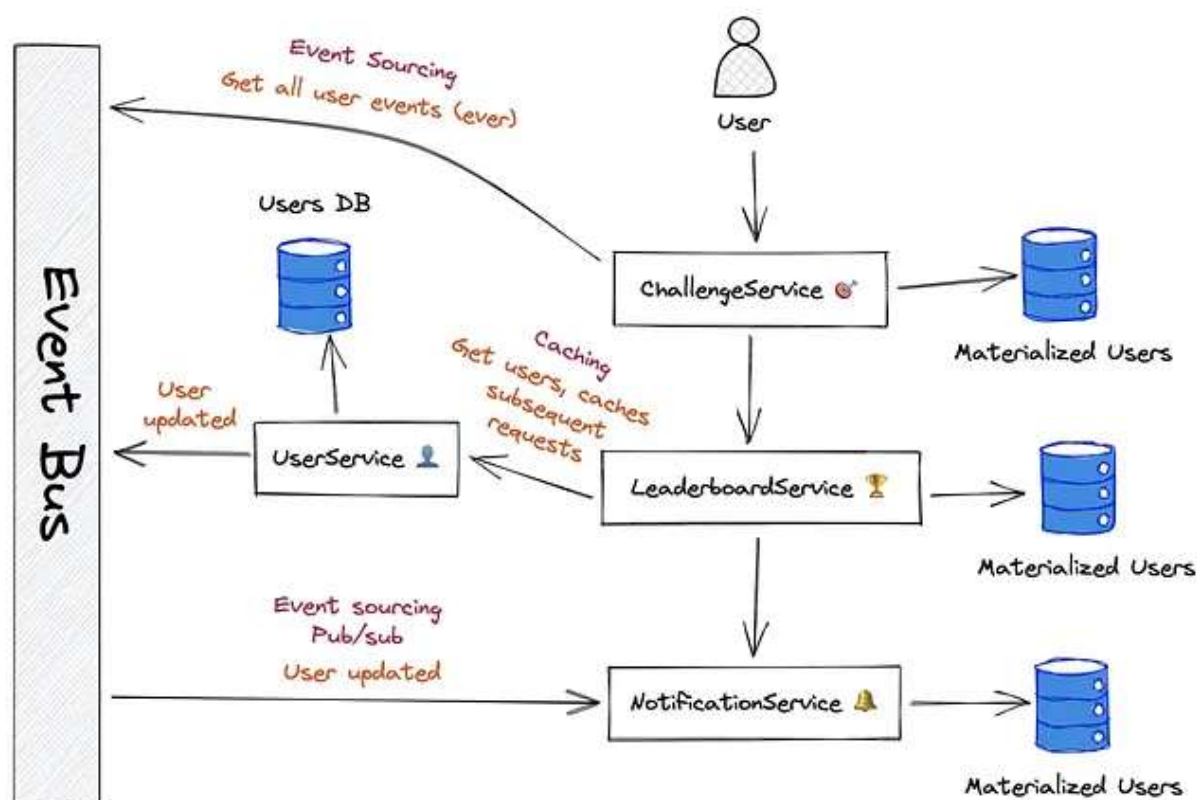 Event Sourcing
Get all user events (ever)
User
Users DB
ChallengeService
Materialized Users
Caching
Get users, caches
subsequent
requests
User
updated
UserService
LeaderboardService
Materialized Users
Event Bus
Event sourcing
Pub/sub
User updated
NotificationService
Materialized Users